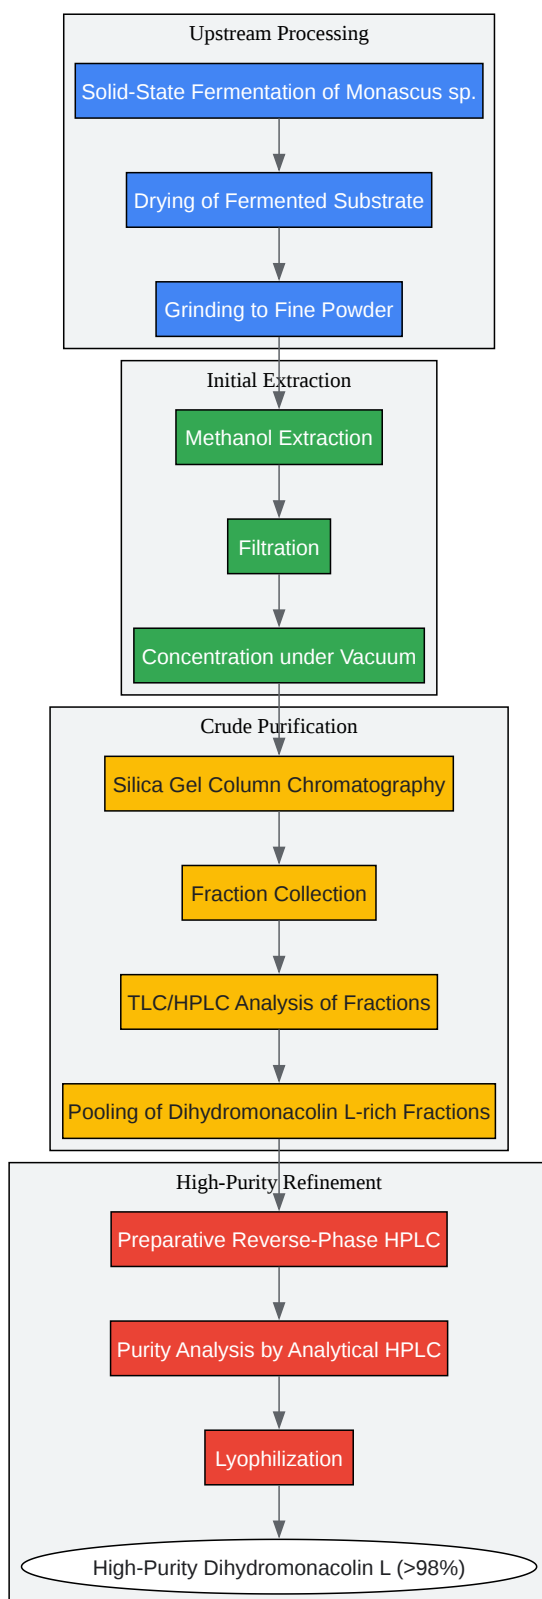 Upstream Processing
Solid-State Fermentation of Monascus sp.
Drying of Fermented Substrate
Grinding to Fine Powder
Initial Extraction
Methanol Extraction
Filtration
Concentration under Vacuum
Crude Purification
Silica Gel Column Chromatography
Fraction Collection
TLC/HPLC Analysis of Fractions
Pooling of Dihydromonacolin L-rich Fractions
High-Purity Refinement
Preparative Reverse-Phase HPLC
Purity Analysis by Analytical HPLC
Lyophilization
High-Purity Dihydromonacolin L (>98%)